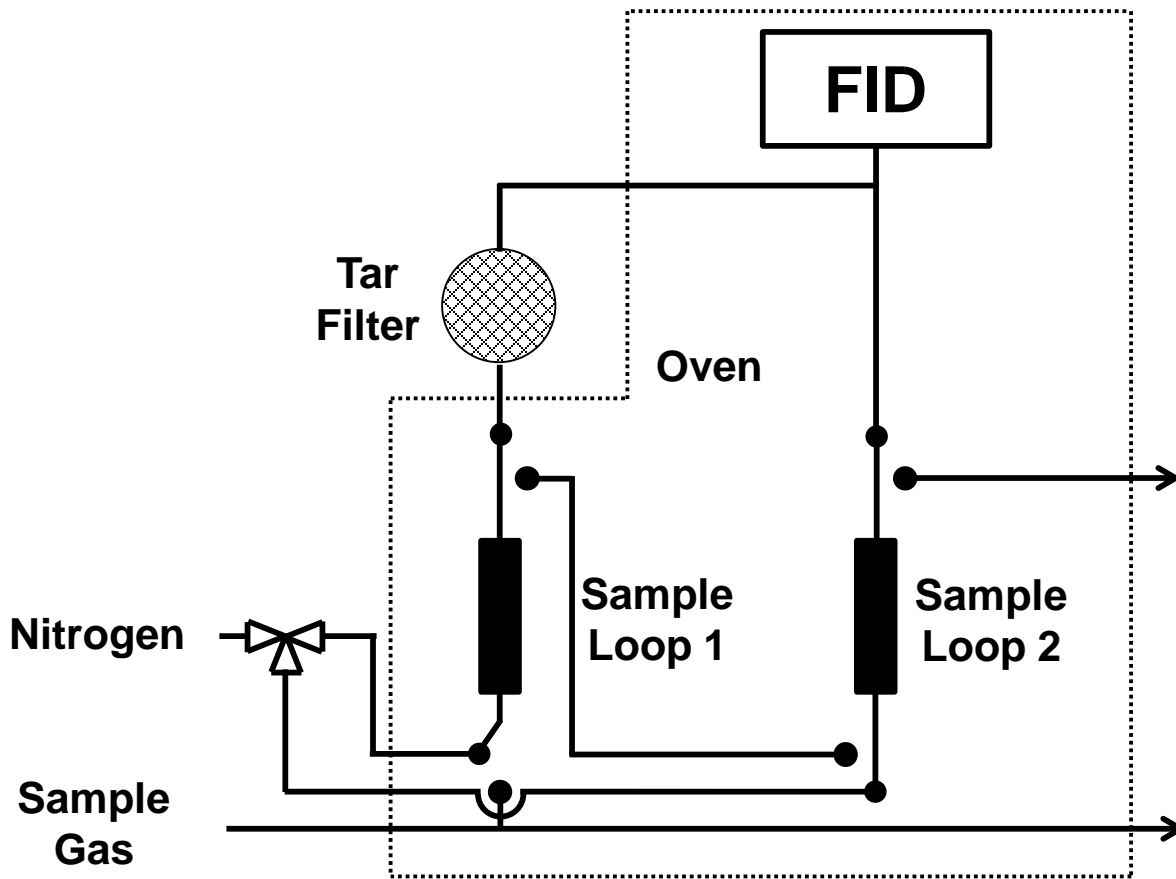 FID
Tar
Filter
Oven
Sample
Loop 1
Sample
Loop 2
Nitrogen
Sample
Gas